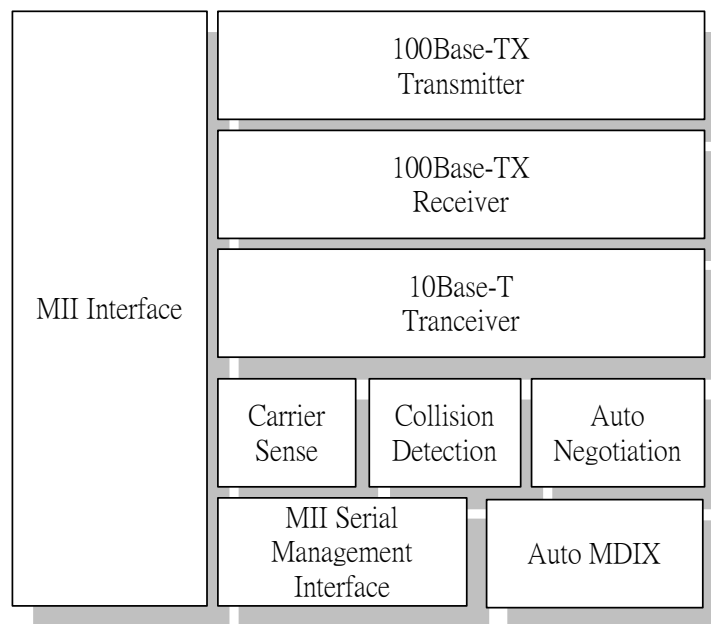 MII Interface
100Base-TX
Transmitter
100Base-TX
Receiver
10Base-T
Tranceiver
Carrier
Sense
Collision
Detection
Auto
Negotiation
MII Serial
Management
Interface
Auto MDIX